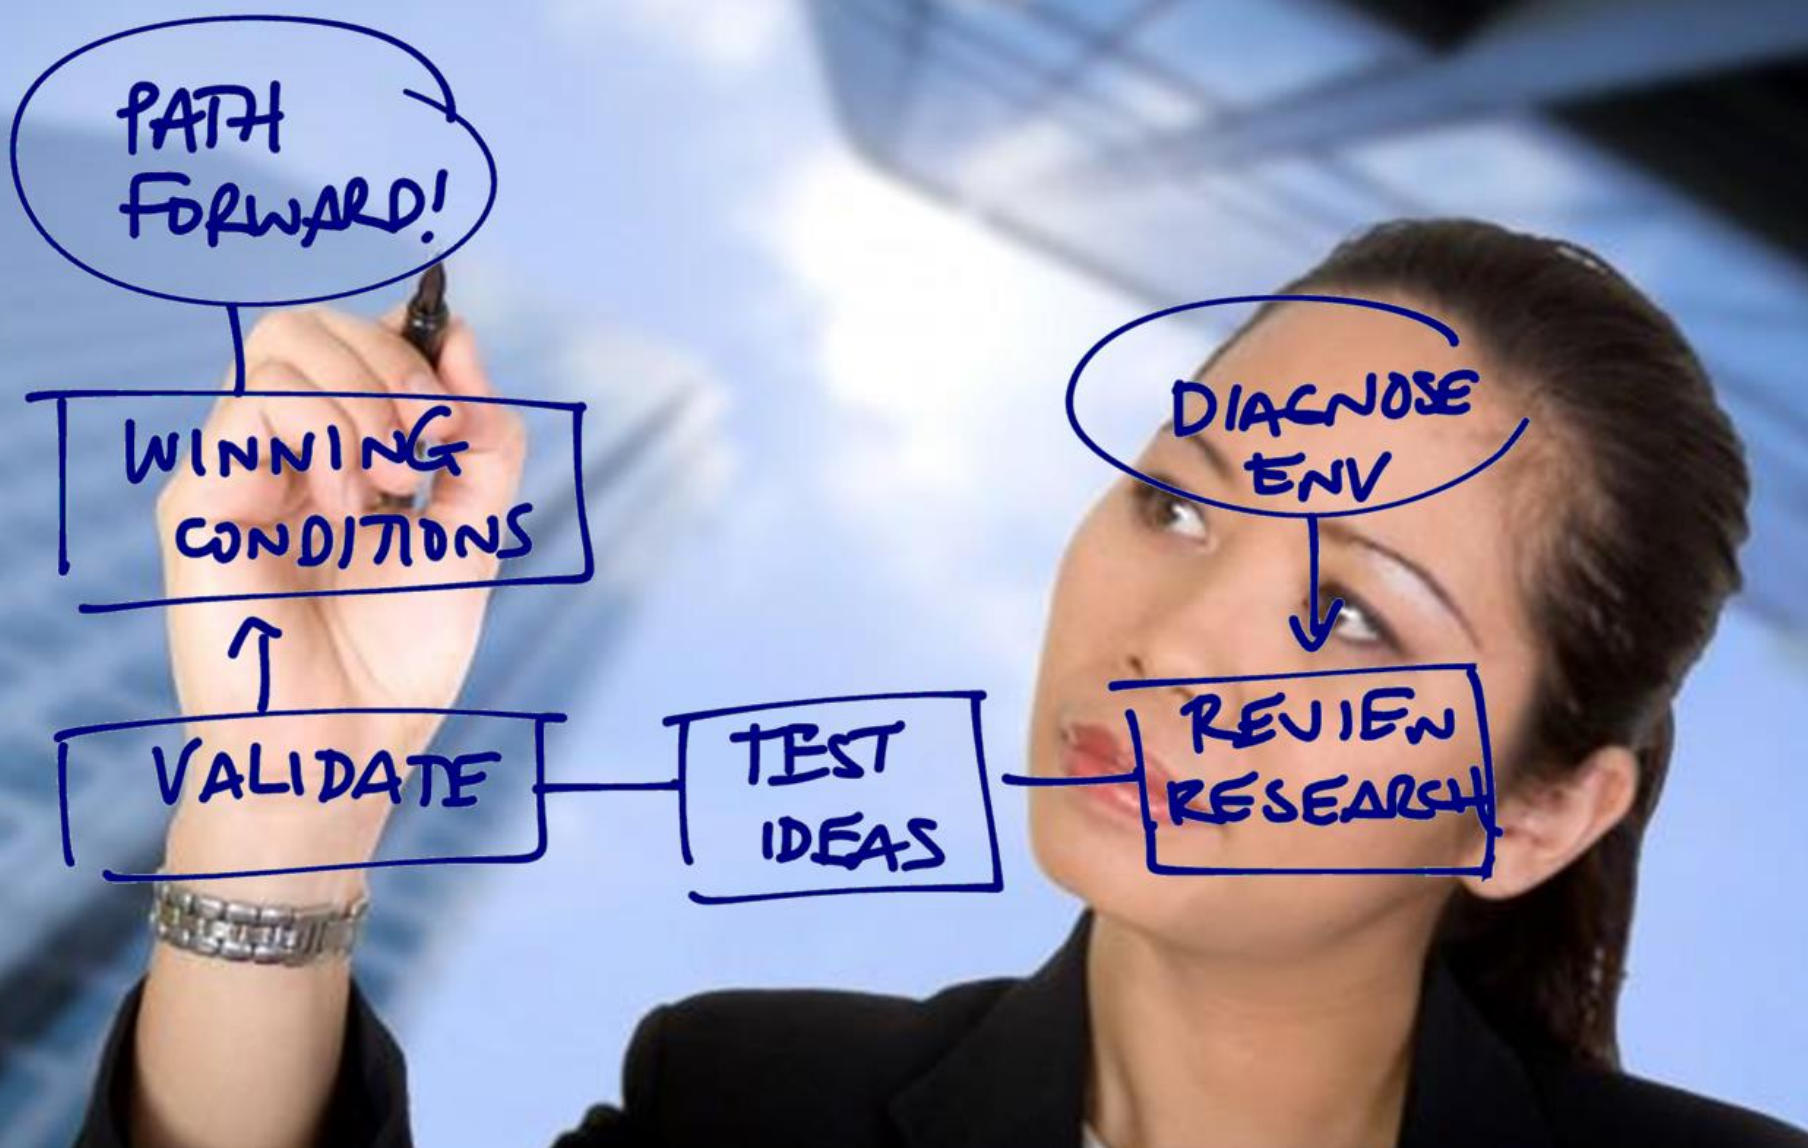 PATH
FORWARD!
WINNING
CONDITIONS
VALIDATE
TEST
IDEAS
DIAGNOSE
ENV
REVIEW
RESEARCH